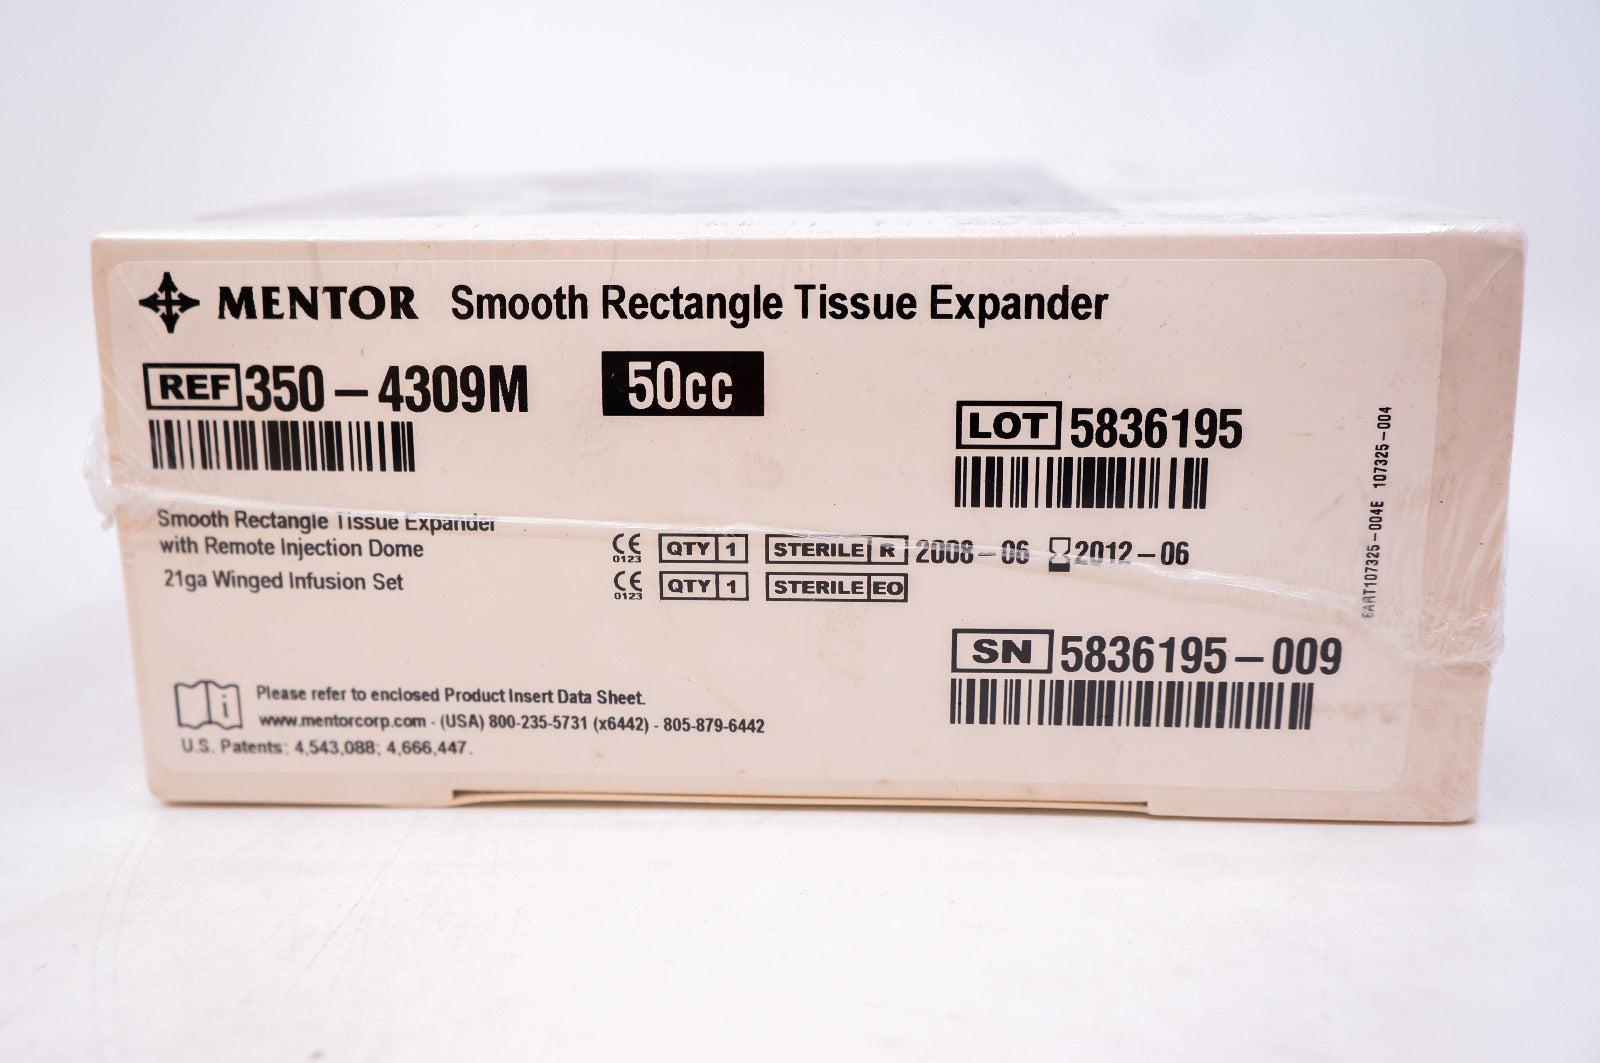 MENTOR Smooth Rectangle Tissue Expander
REF 350-4309M
50cc
LOT 5836195
Smooth Rectangle Tissue Expander
with Remote Injection Dome
CE 0123 QTY 1 STERILE R 2008-06 2012-06
21ga Winged Infusion Set
CE 0123 QTY 1 STERILE EO
SN 5836195-009
i Please refer to enclosed Product Insert Data Sheet.
www.mentorcorp.com - (USA) 800-235-5731 (x6442) - 805-879-6442
U.S. Patents: 4,543,088; 4,666,447.
EART107325-004E 107325-004